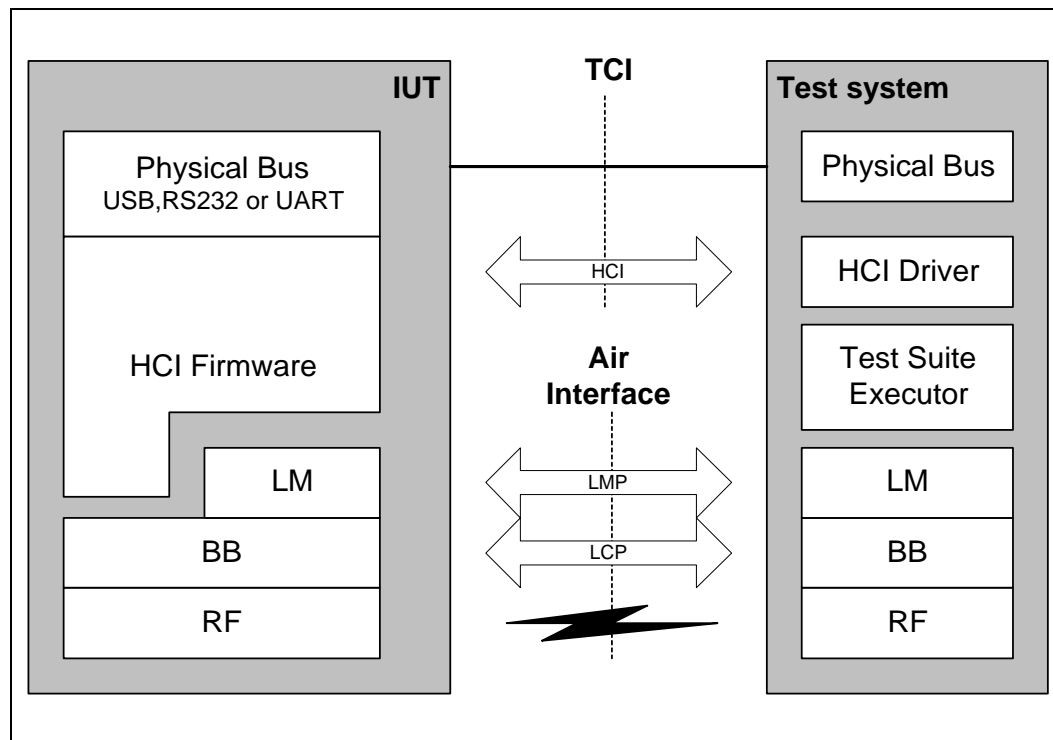 IUT
Physical Bus
USB,RS232 or UART
HCI Firmware
LM
BB
RF
TCI
HCI
Air
Interface
LMP
LCP
Test system
Physical Bus
HCI Driver
Test Suite
Executor
LM
BB
RF